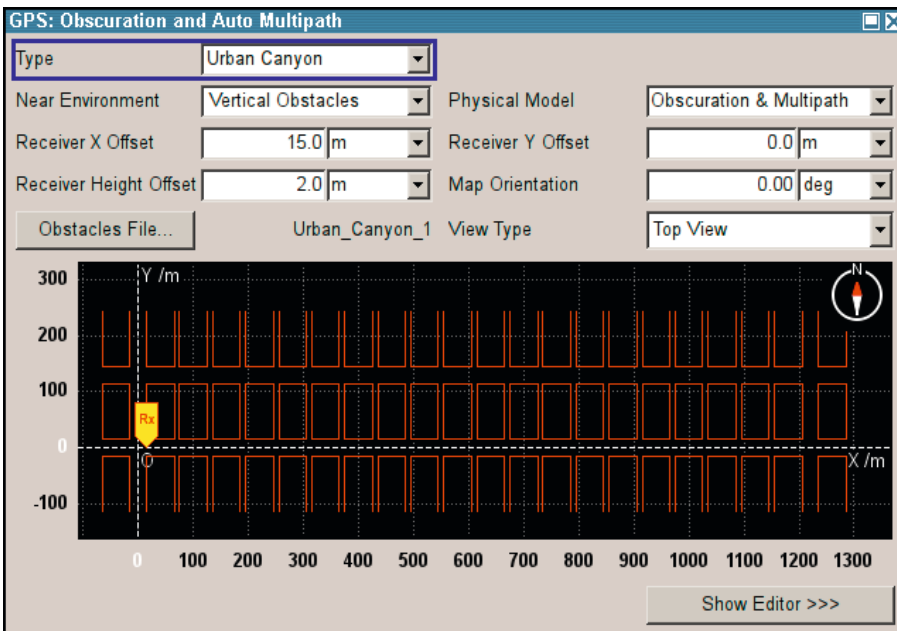 GPS: Obscuration and Auto Multipath
Type Urban Canyon
Near Environment Vertical Obstacles Physical Model Obscuration & Multipath
Receiver X Offset 15.0 m Receiver Y Offset 0.0 m
Receiver Height Offset 2.0 m Map Orientation 0.00 deg
Obstacles File... Urban_Canyon_1 View Type Top View
300 Y /m N
200
100
Rx
0
O X /m
-100
0 100 200 300 400 500 600 700 800 900 1000 1100 1200 1300
Show Editor >>>